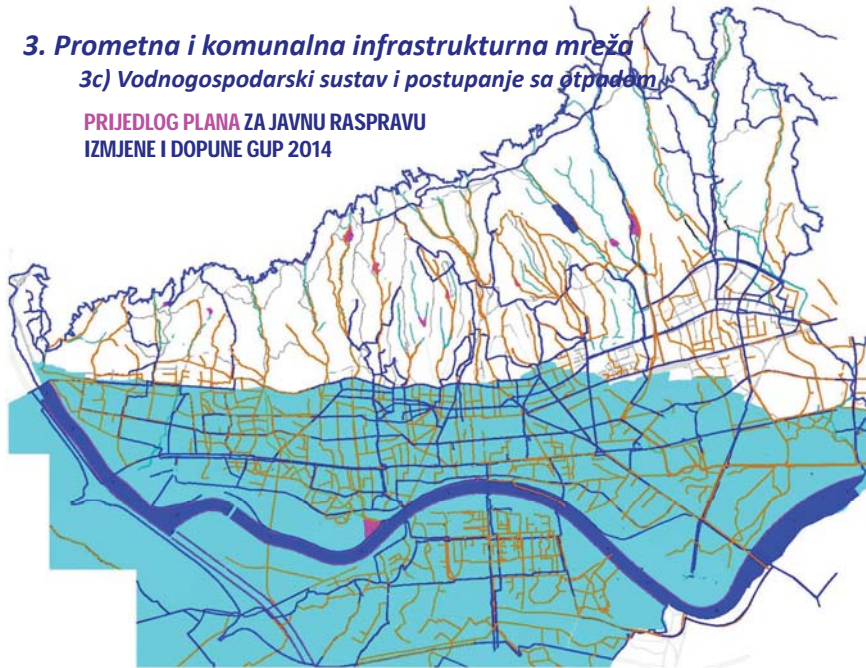 3. Prometna i komunalna infrastrukturna mreža
3c) Vodnogospodarski sustav i postupanje sa otpadom
PRIJEDLOG PLANA ZA JAVNU RASPRAVU
IZMJENE I DOPUNE GUP 2014